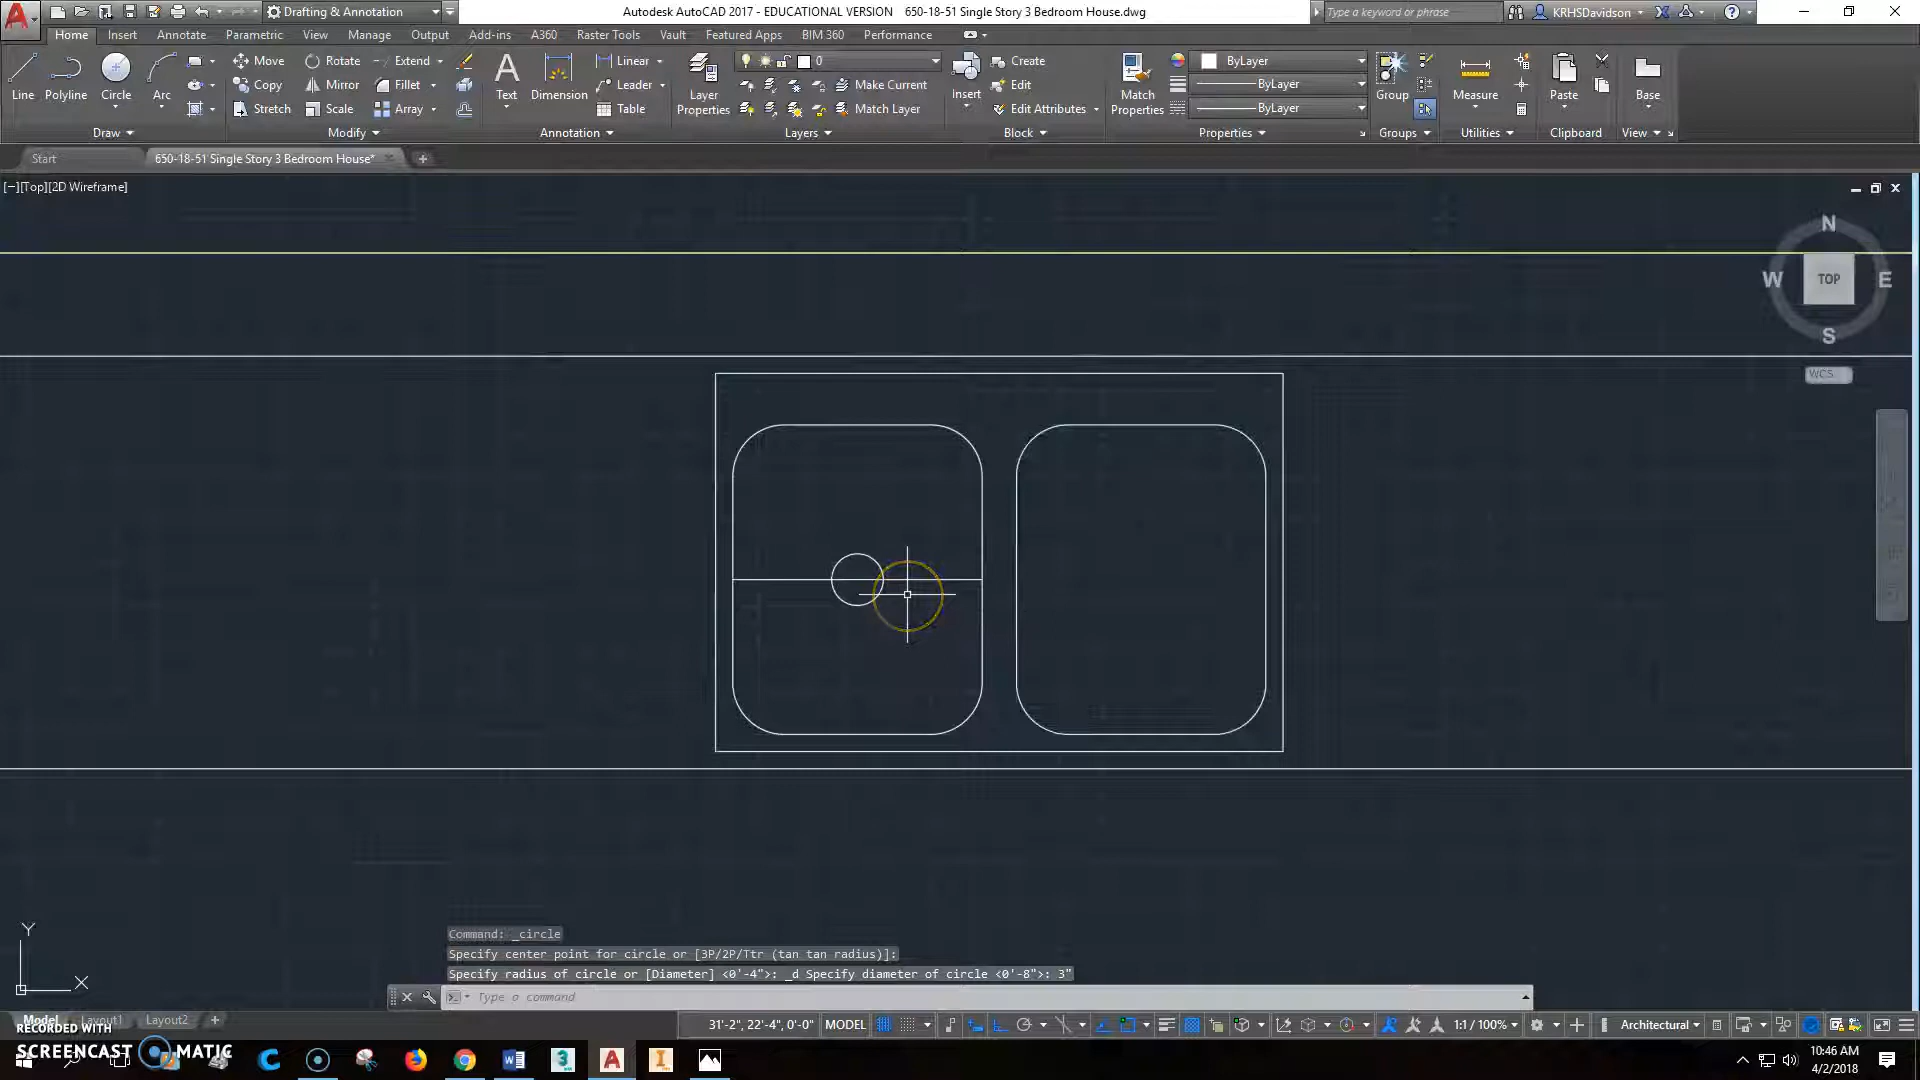 Drafting & Annotation
Autodesk AutoCAD 2017 - EDUCATIONAL VERSION 650-18-51 Single Story 3 Bedroom House.dwg
Type a keyword or phrase
KRHSDavidson
Home Insert Annotate Parametric View Manage Output Add-ins A360 Raster Tools Vault Featured Apps BIM 360 Performance
Line Polyline Circle Arc
Move Rotate Extend
Copy Mirror Fillet
Stretch Scale Array
Text Dimension
Linear
Leader
Table
Layer Properties
0
Make Current
Match Layer
Insert
Create
Edit
Edit Attributes
Match Properties
ByLayer
ByLayer
ByLayer
Group
Measure
Paste
Base
Draw Modify Annotation Layers Block Properties Groups Utilities Clipboard View
Start 650-18-51 Single Story 3 Bedroom House*
[−][Top][2D Wireframe]
N
W TOP E
S
WCS
Y
X
Command: _circle
Specify center point for circle or [3P/2P/Ttr (tan tan radius)]:
Specify radius of circle or [Diameter] <0'-4">: _d Specify diameter of circle <0'-8">: 3"
Type a command
Model Layout1 Layout2
31'-2", 22'-4", 0'-0" MODEL 1:1 / 100% Architectural
RECORDED WITH
SCREENCAST MATIC
10:46 AM
4/2/2018